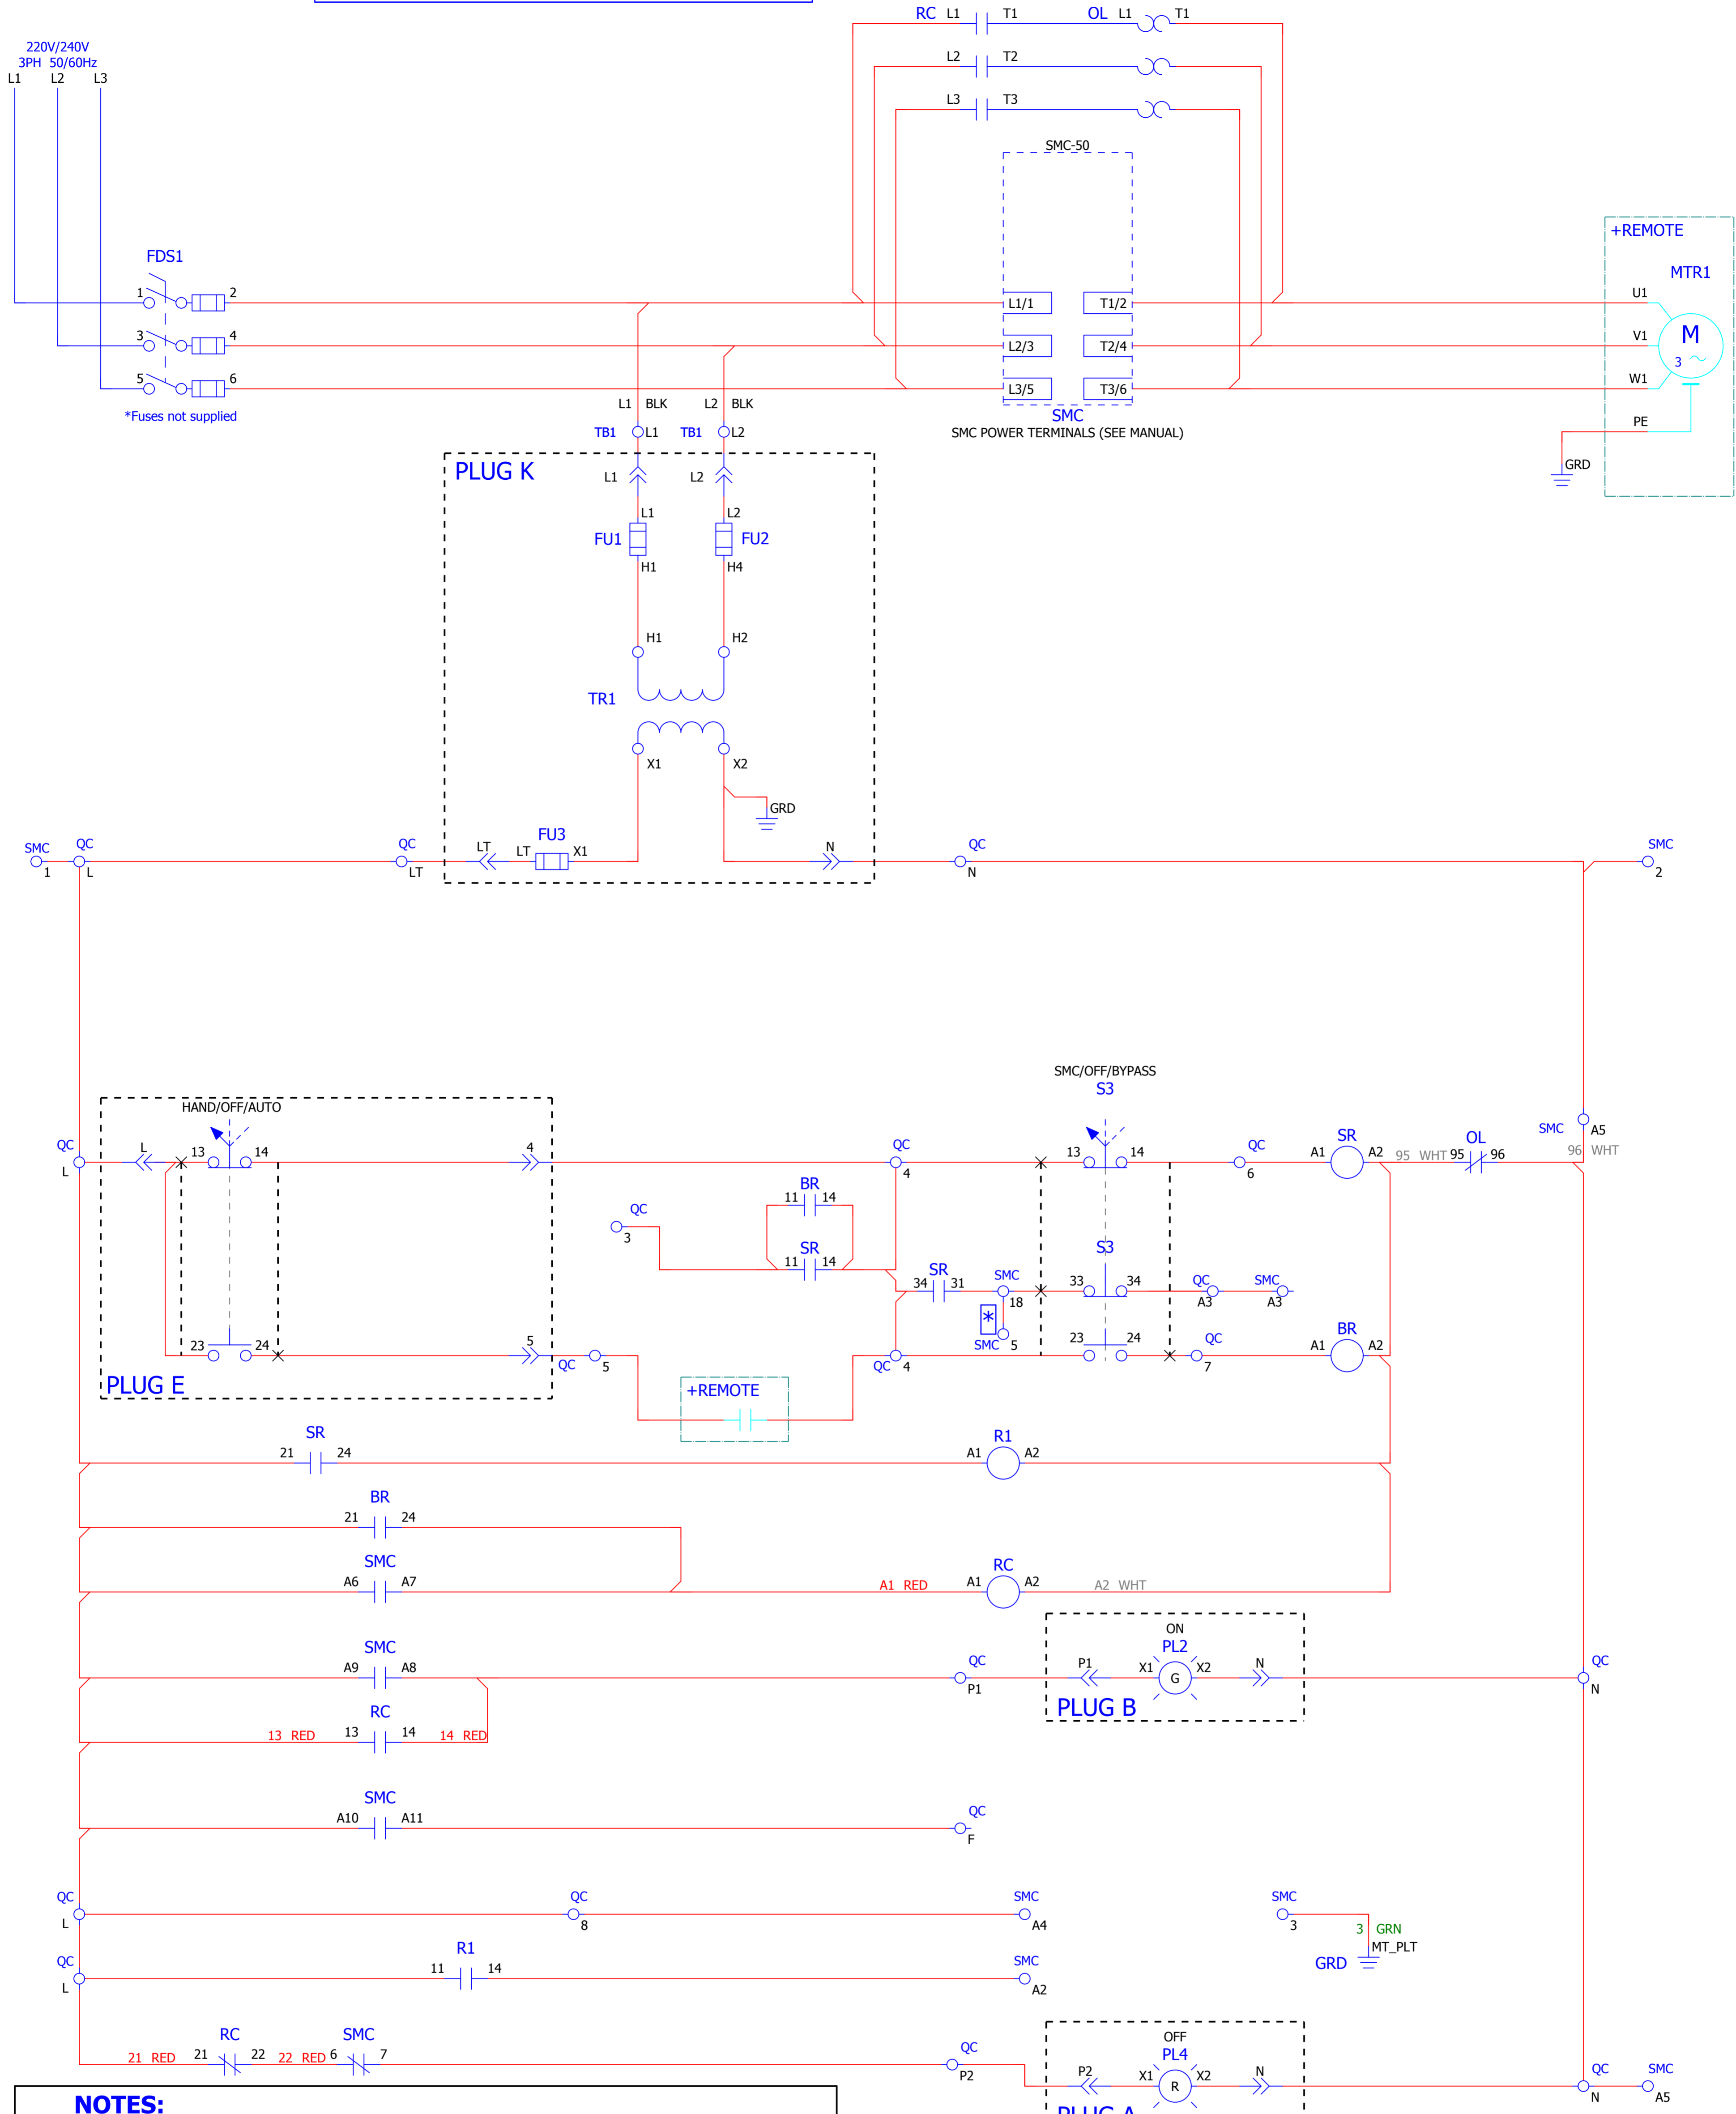 RC L1 T1 OL L1 T1
220V/240V
3PH 50/60Hz
L1 L2 L3
L2 T2
L3 T3
SMC-50
+REMOTE
MTR1
FDS1
1 2 L1/1 T1/2 U1
3 4 L2/3 T2/4 V1
M
3
5 6 L3/5 T3/6 W1
*Fuses not supplied
L1 BLK L2 BLK
SMC
PE
TB1 L1 TB1 L2
SMC POWER TERMINALS (SEE MANUAL)
GRD
PLUG K
L1 L2
L1 L2
FU1 FU2
H1 H4
H1 H2
TR1
X1 X2
GRD
SMC QC QC FU3 QC SMC
LT LT X1 N
1 L LT N 2
SMC/OFF/BYPASS
S3
HAND/OFF/AUTO
SMC A5
QC L 13 14 4 QC 13 14 QC SR OL
A1 A2 95 WHT 95 96 96 WHT
L 4 6
BR
11 14
QC
3
SR
11 14
S3
SR
34 31 SMC 33 34 QC SMC
18 A3 A3
*
SMC 5
23 24 5 23 24 QC BR
A1 A2
QC 5 QC 4 7
PLUG E
+REMOTE
SR R1
21 24 A1 A2
BR
21 24
SMC RC
A6 A7 A1 RED A1 A2 A2 WHT
ON
SMC PL2
A9 A8 QC P1 X1 X2 N QC
G
P1 N
RC
PLUG B
13 RED 13 14 14 RED
SMC
A10 A11 QC
F
QC QC SMC SMC
L 8 A4 3
3 GRN
MT_PLT
GRD
QC R1 SMC
11 14
L A2
RC SMC OFF
21 RED 21 22 22 RED 6 7 QC PL4
P2 P2 X1 X2 N QC SMC
R
N A5
NOTES:
PLUG A